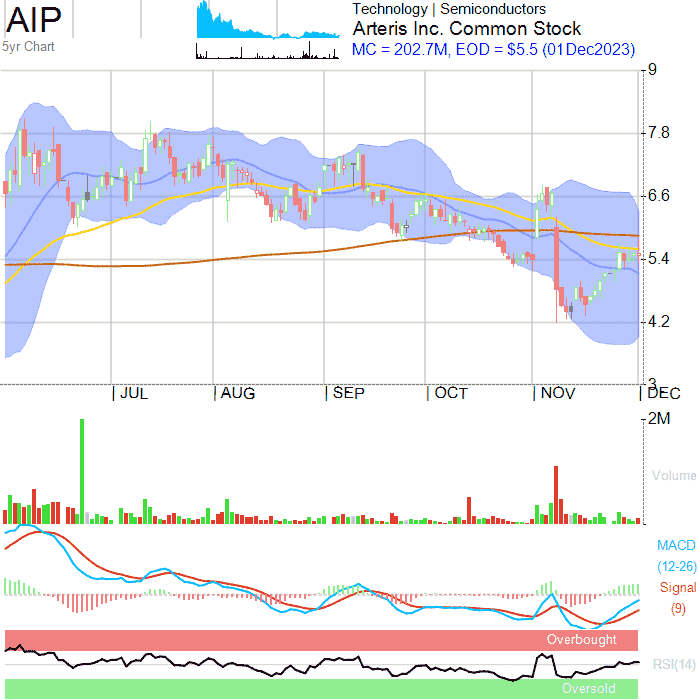 AIP
5yr Chart
Technology | Semiconductors
Arteris Inc. Common Stock
MC = 202.7M, EOD = $5.5 (01Dec2023)
9
7.8
6.6
5.4
4.2
3
| JUL
| AUG
| SEP
| OCT
| NOV
| DEC
2M
Volume
MACD
(12-26)
Signal
(9)
Overbought
RSI(14)
Oversold